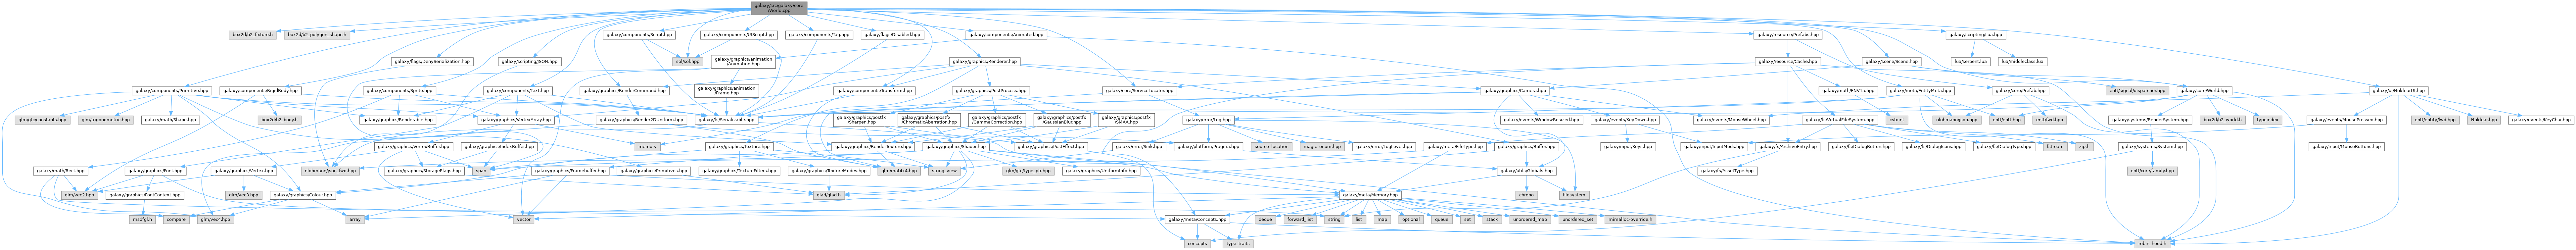 galaxy/src/galaxy/core
/World.cpp
box2d/b2_fixture.h
box2d/b2_polygon_shape.h
galaxy/components/Script.hpp
galaxy/components/UIScript.hpp
galaxy/components/Tag.hpp
galaxy/flags/Disabled.hpp
galaxy/components/Animated.hpp
galaxy/resource/Prefabs.hpp
galaxy/scripting/Lua.hpp
galaxy/flags/DenySerialization.hpp
galaxy/scripting/JSON.hpp
sol/sol.hpp
galaxy/graphics/animation
/Animation.hpp
galaxy/graphics/Renderer.hpp
galaxy/resource/Cache.hpp
galaxy/scene/Scene.hpp
lua/serpent.lua
lua/middleclass.lua
galaxy/components/Primitive.hpp
galaxy/components/RigidBody.hpp
galaxy/components/Sprite.hpp
galaxy/components/Text.hpp
galaxy/graphics/RenderCommand.hpp
galaxy/graphics/animation
/Frame.hpp
galaxy/components/Transform.hpp
galaxy/graphics/PostProcess.hpp
galaxy/core/ServiceLocator.hpp
galaxy/graphics/Camera.hpp
galaxy/math/FNV1a.hpp
galaxy/meta/EntityMeta.hpp
galaxy/core/Prefab.hpp
entt/signal/dispatcher.hpp
galaxy/core/World.hpp
galaxy/ui/NuklearUI.hpp
glm/gtc/constants.hpp
glm/trigonometric.hpp
galaxy/math/Shape.hpp
box2d/b2_body.h
galaxy/graphics/Renderable.hpp
galaxy/graphics/VertexArray.hpp
galaxy/graphics/Render2DUniform.hpp
galaxy/fs/Serializable.hpp
galaxy/graphics/postfx
/Sharpen.hpp
galaxy/graphics/postfx
/ChromaticAberration.hpp
galaxy/graphics/postfx
/GammaCorrection.hpp
galaxy/graphics/postfx
/GaussianBlur.hpp
galaxy/graphics/postfx
/SMAA.hpp
galaxy/error/Log.hpp
galaxy/events/WindowResized.hpp
galaxy/events/KeyDown.hpp
galaxy/events/MouseWheel.hpp
galaxy/fs/VirtualFileSystem.hpp
cstdint
nlohmann/json.hpp
entt/entt.hpp
entt/fwd.hpp
galaxy/systems/RenderSystem.hpp
box2d/b2_world.h
typeindex
galaxy/events/MousePressed.hpp
entt/entity/fwd.hpp
Nuklear.hpp
galaxy/events/KeyChar.hpp
galaxy/graphics/VertexBuffer.hpp
galaxy/graphics/IndexBuffer.hpp
memory
galaxy/graphics/Texture.hpp
galaxy/graphics/RenderTexture.hpp
galaxy/graphics/Shader.hpp
galaxy/graphics/PostEffect.hpp
galaxy/error/Sink.hpp
galaxy/platform/Pragma.hpp
source_location
magic_enum.hpp
galaxy/error/LogLevel.hpp
galaxy/meta/FileType.hpp
galaxy/graphics/Buffer.hpp
galaxy/input/Keys.hpp
galaxy/input/InputMods.hpp
galaxy/fs/ArchiveEntry.hpp
galaxy/fs/DialogButton.hpp
galaxy/fs/DialogIcons.hpp
galaxy/fs/DialogType.hpp
fstream
zip.h
galaxy/systems/System.hpp
galaxy/input/MouseButtons.hpp
galaxy/math/Rect.hpp
galaxy/graphics/Font.hpp
galaxy/graphics/Vertex.hpp
galaxy/graphics/StorageFlags.hpp
nlohmann/json_fwd.hpp
span
galaxy/graphics/Framebuffer.hpp
galaxy/graphics/Primitives.hpp
galaxy/graphics/TextureFilters.hpp
galaxy/graphics/TextureModes.hpp
glm/mat4x4.hpp
string_view
glm/gtc/type_ptr.hpp
galaxy/graphics/UniformInfo.hpp
galaxy/utils/Globals.hpp
galaxy/fs/AssetType.hpp
entt/core/family.hpp
glm/vec2.hpp
galaxy/graphics/FontContext.hpp
glm/vec3.hpp
galaxy/graphics/Colour.hpp
glad/glad.h
galaxy/meta/Memory.hpp
chrono
filesystem
msdfgl.h
compare
glm/vec4.hpp
array
vector
galaxy/meta/Concepts.hpp
deque
forward_list
string
list
map
optional
queue
set
stack
unordered_map
unordered_set
mimalloc-override.h
concepts
type_traits
robin_hood.h